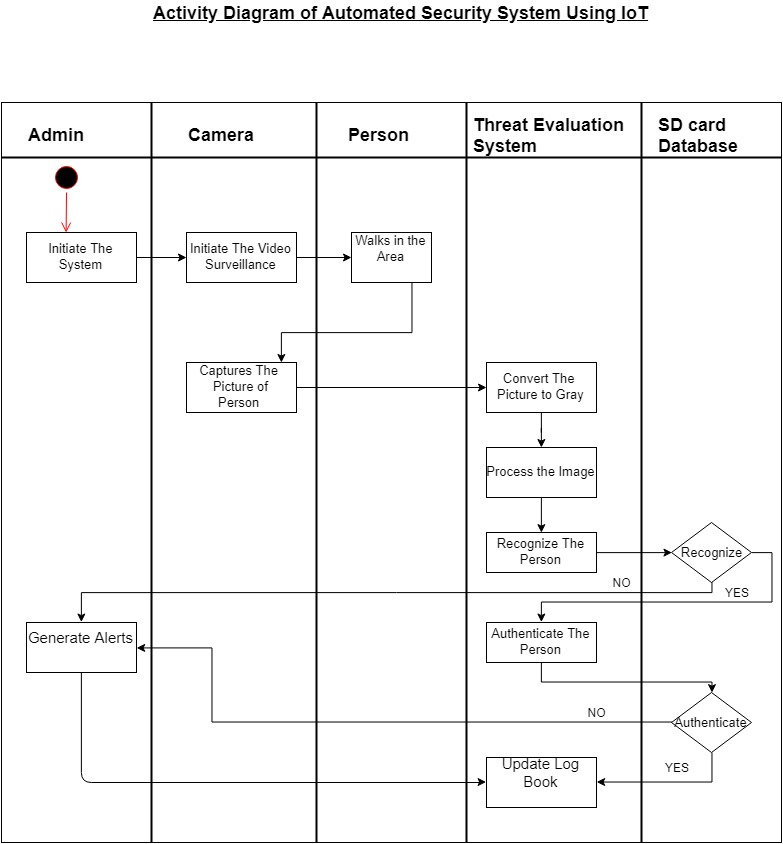 Activity Diagram of Automated Security System Using IoT
Admin
Camera
Person
Threat Evaluation
System
SD card
Database
Initiate The
System
Initiate The Video
Surveillance
Walks in the
Area
Captures The
Picture of
Person
Convert The
Picture to Gray
Process the Image
Recognize The
Person
Recognize
NO
YES
Generate Alerts
Authenticate The
Person
Authenticate
NO
YES
Update Log
Book